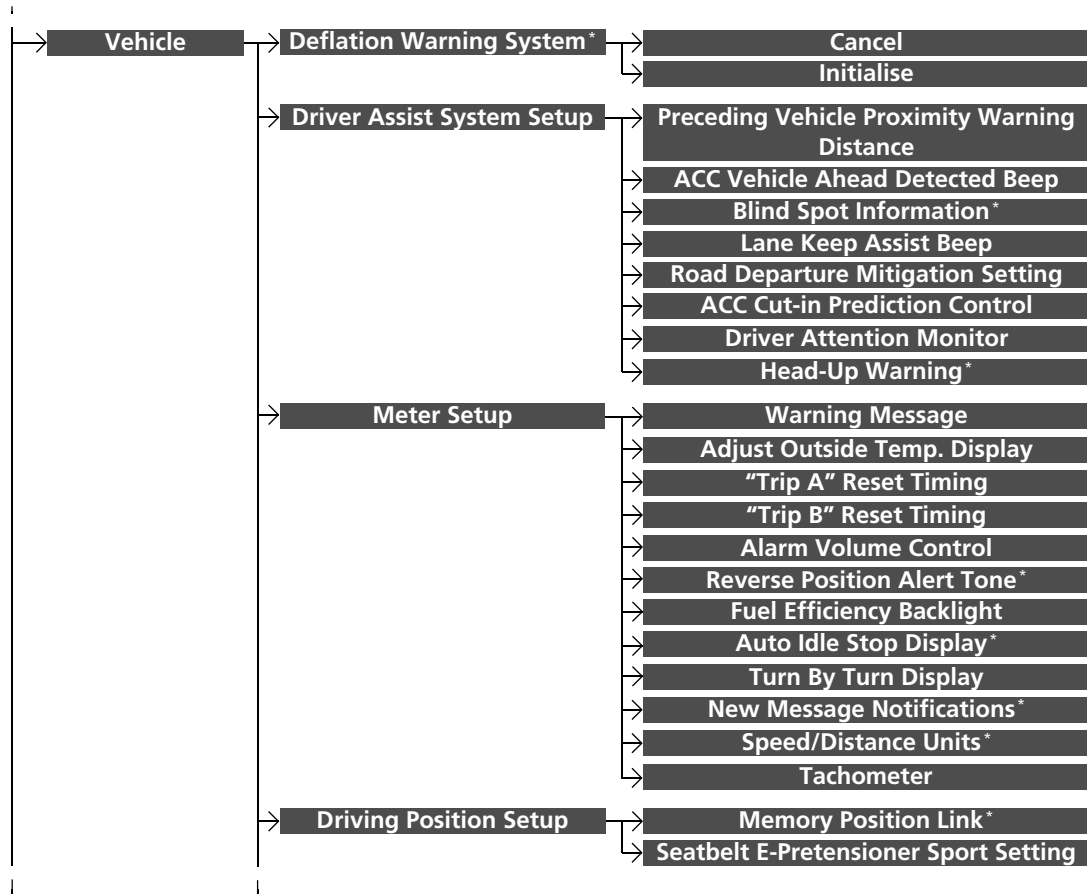 Vehicle
Deflation Warning System*
Cancel
Initialise
Driver Assist System Setup
Preceding Vehicle Proximity Warning
Distance
ACC Vehicle Ahead Detected Beep
Blind Spot Information*
Lane Keep Assist Beep
Road Departure Mitigation Setting
ACC Cut-in Prediction Control
Driver Attention Monitor
Head-Up Warning*
Meter Setup
Warning Message
Adjust Outside Temp. Display
“Trip A” Reset Timing
“Trip B” Reset Timing
Alarm Volume Control
Reverse Position Alert Tone*
Fuel Efficiency Backlight
Auto Idle Stop Display*
Turn By Turn Display
New Message Notifications*
Speed/Distance Units*
Tachometer
Driving Position Setup
Memory Position Link*
Seatbelt E-Pretensioner Sport Setting